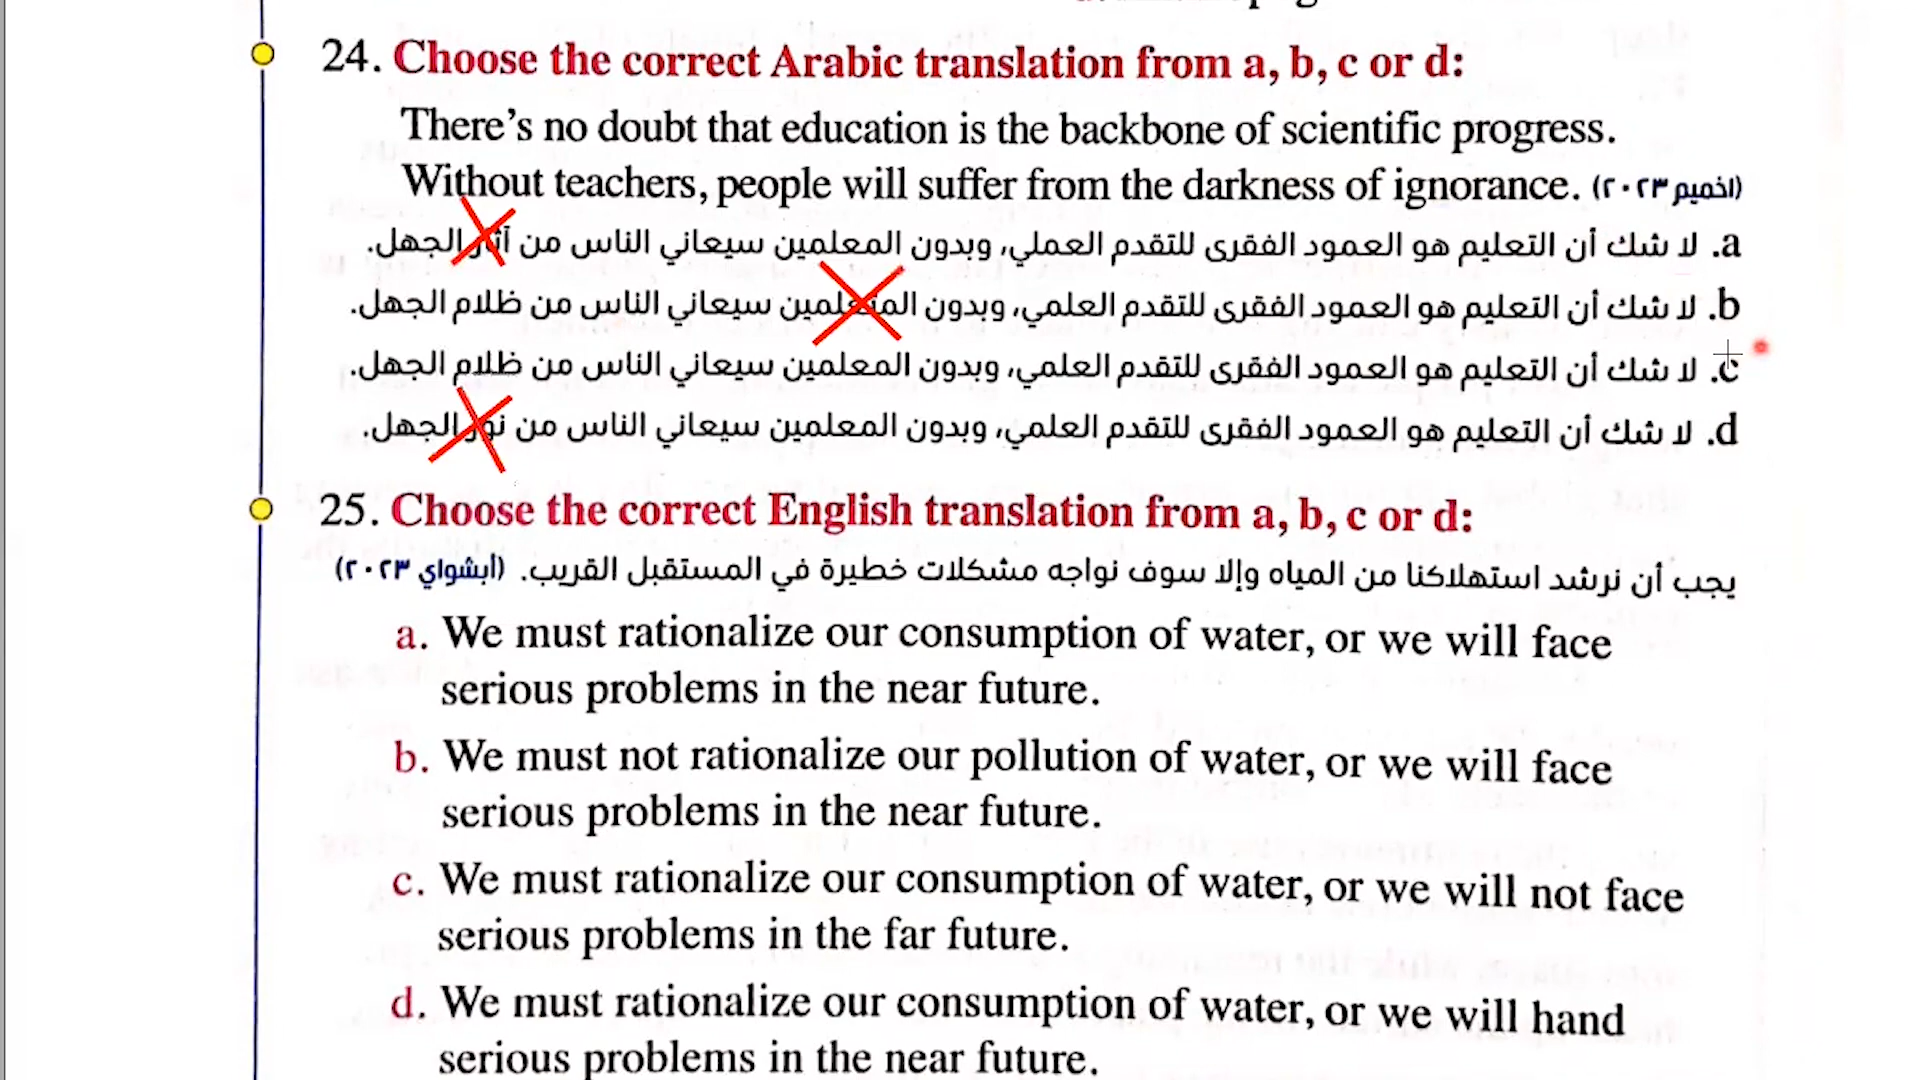 24. Choose the correct Arabic translation from a, b, c or d:
There's no doubt that education is the backbone of scientific progress.
Without teachers, people will suffer from the darkness of ignorance. (اخميم ٢٠٢٣)
a. لا شك أن التعليم هو العمود الفقرى للتقدم العملي، وبدون المعلمين سيعاني الناس من آثار الجهل.
b. لا شك أن التعليم هو العمود الفقرى للتقدم العلمي، وبدون المتعلمين سيعاني الناس من ظلام الجهل.
c. لا شك أن التعليم هو العمود الفقرى للتقدم العلمي، وبدون المعلمين سيعاني الناس من ظلام الجهل.
d. لا شك أن التعليم هو العمود الفقرى للتقدم العلمي، وبدون المعلمين سيعاني الناس من نور الجهل.
25. Choose the correct English translation from a, b, c or d:
يجب أن نرشد استهلاكنا من المياه وإلا سوف نواجه مشكلات خطيرة في المستقبل القريب. (أبشواي ٢٠٢٣)
a. We must rationalize our consumption of water, or we will face
serious problems in the near future.
b. We must not rationalize our pollution of water, or we will face
serious problems in the near future.
c. We must rationalize our consumption of water, or we will not face
serious problems in the far future.
d. We must rationalize our consumption of water, or we will hand
serious problems in the near future.